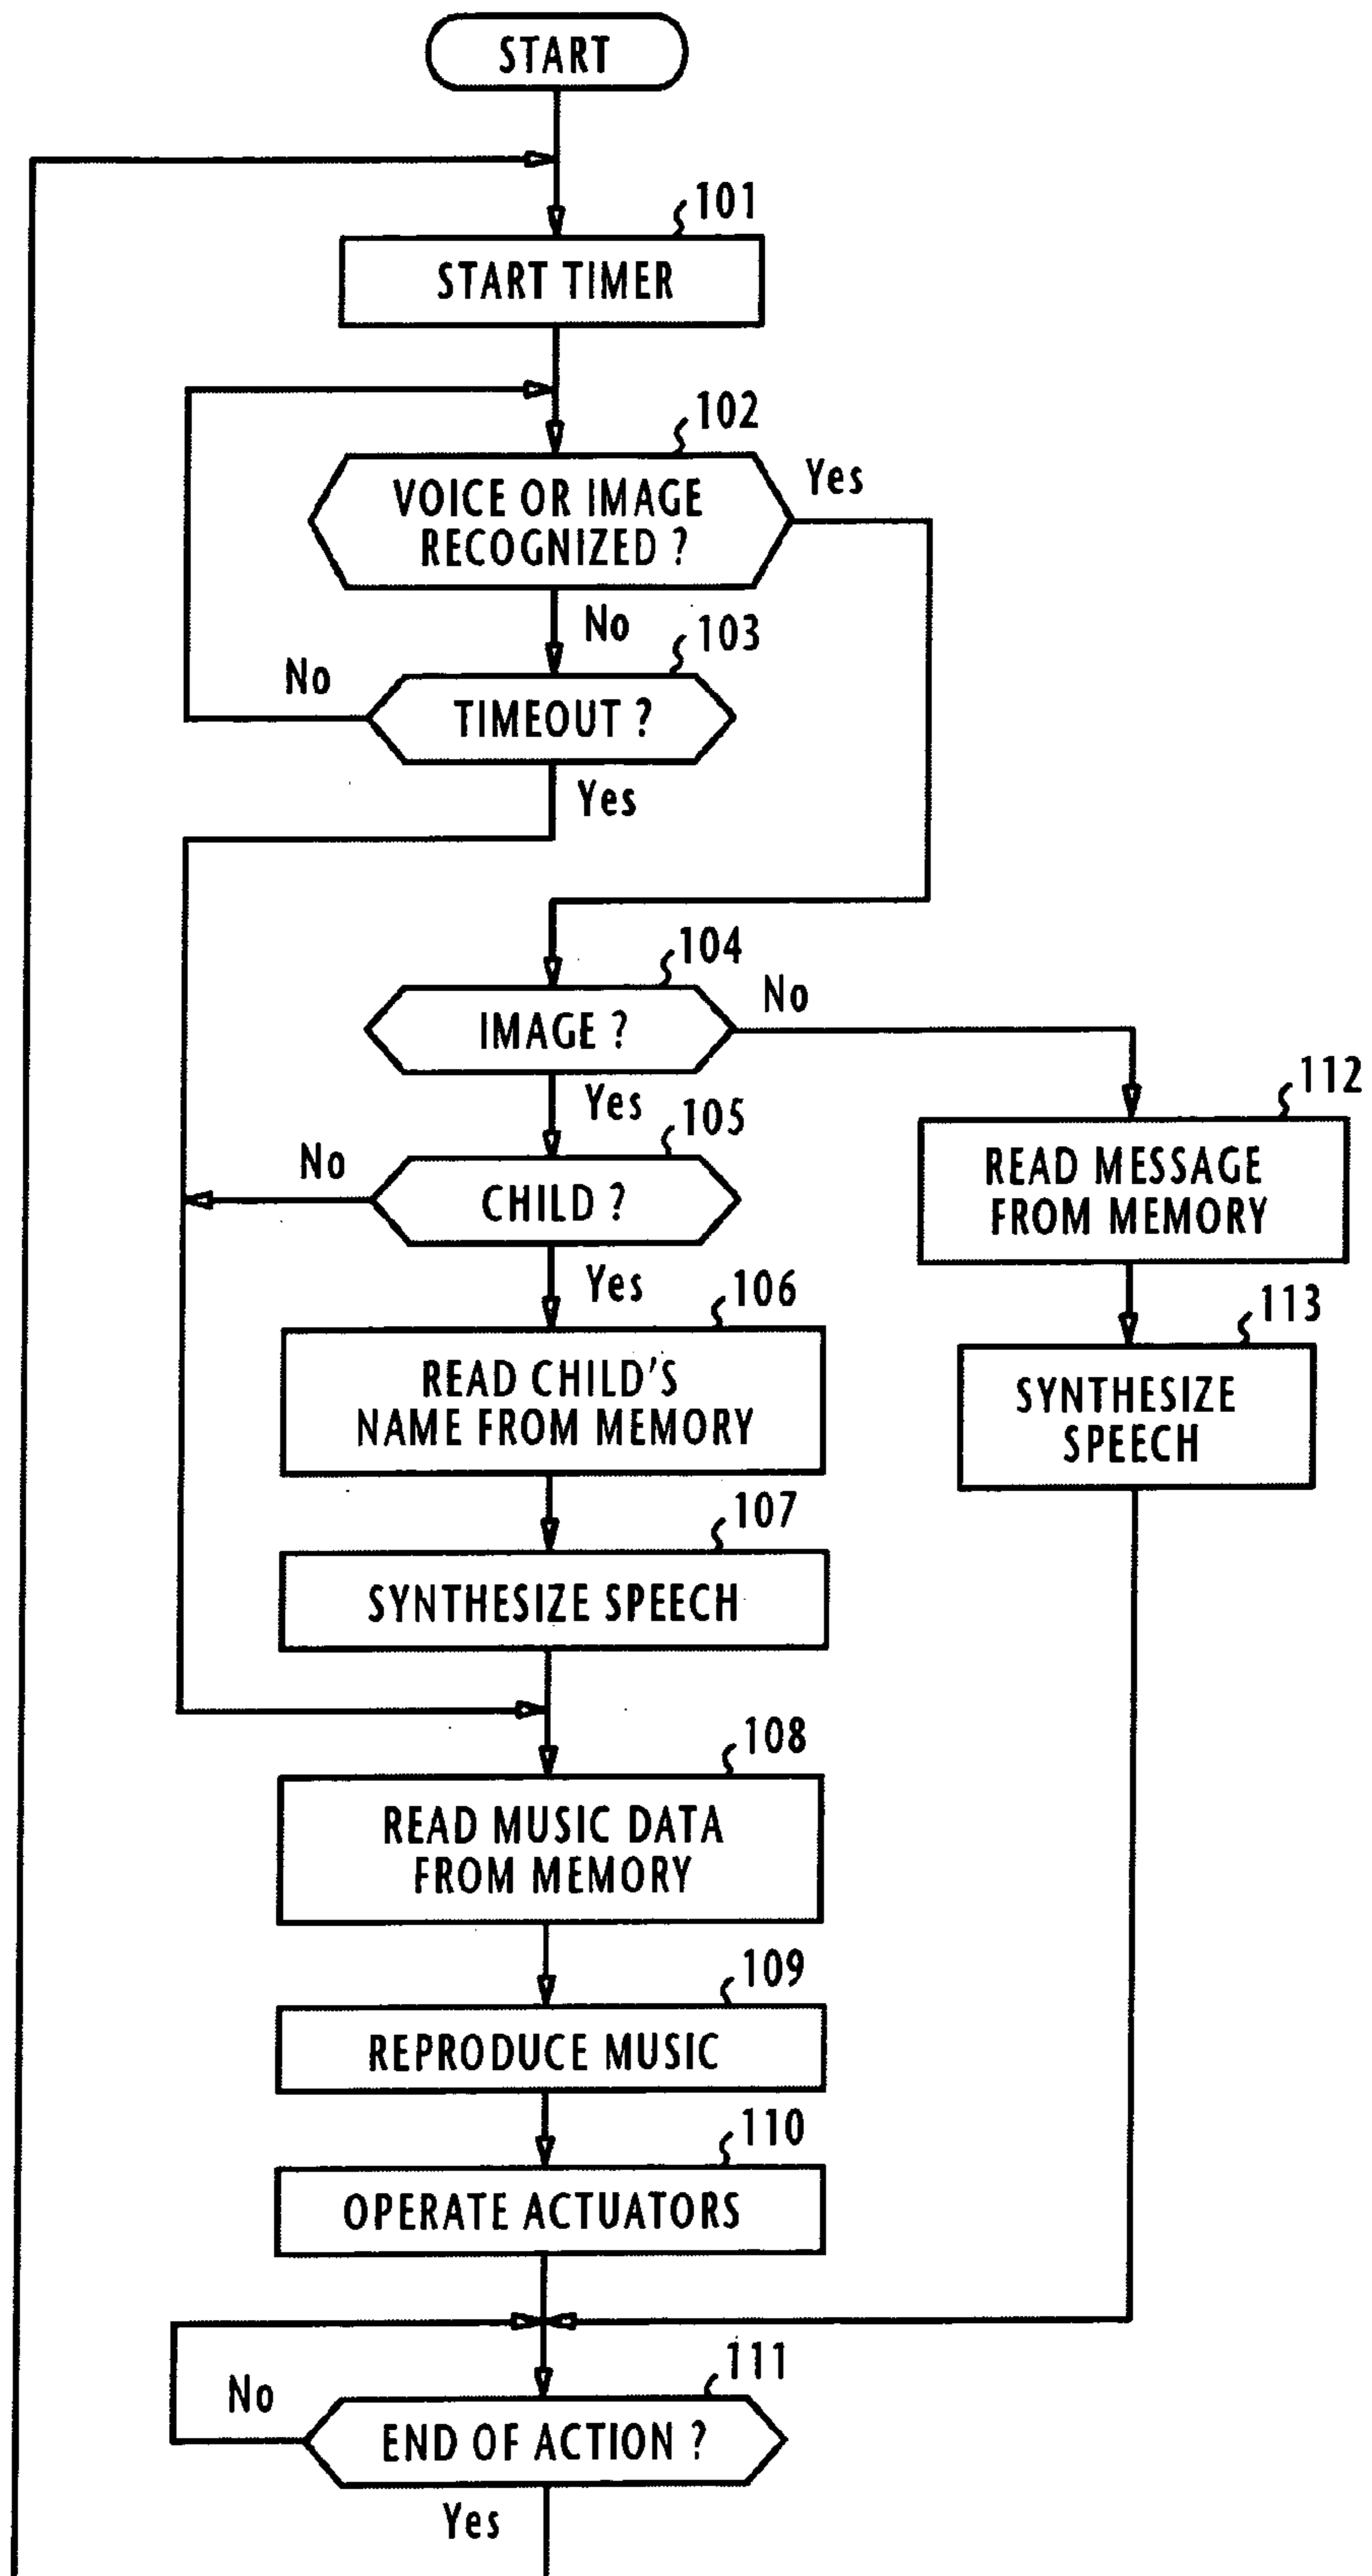 START
101
START TIMER
102
VOICE OR IMAGE
RECOGNIZED ?
Yes
No
103
No
TIMEOUT ?
Yes
104
IMAGE ?
No
Yes
112
READ MESSAGE
FROM MEMORY
105
No
CHILD ?
Yes
113
SYNTHESIZE
SPEECH
106
READ CHILD'S
NAME FROM MEMORY
107
SYNTHESIZE SPEECH
108
READ MUSIC DATA
FROM MEMORY
109
REPRODUCE MUSIC
110
OPERATE ACTUATORS
111
No
END OF ACTION ?
Yes